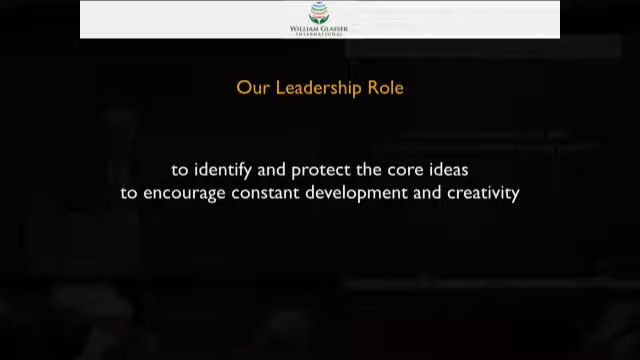 WILLIAM GLASSER
INTERNATIONAL
Our Leadership Role
to identify and protect the core ideas
to encourage constant development and creativity